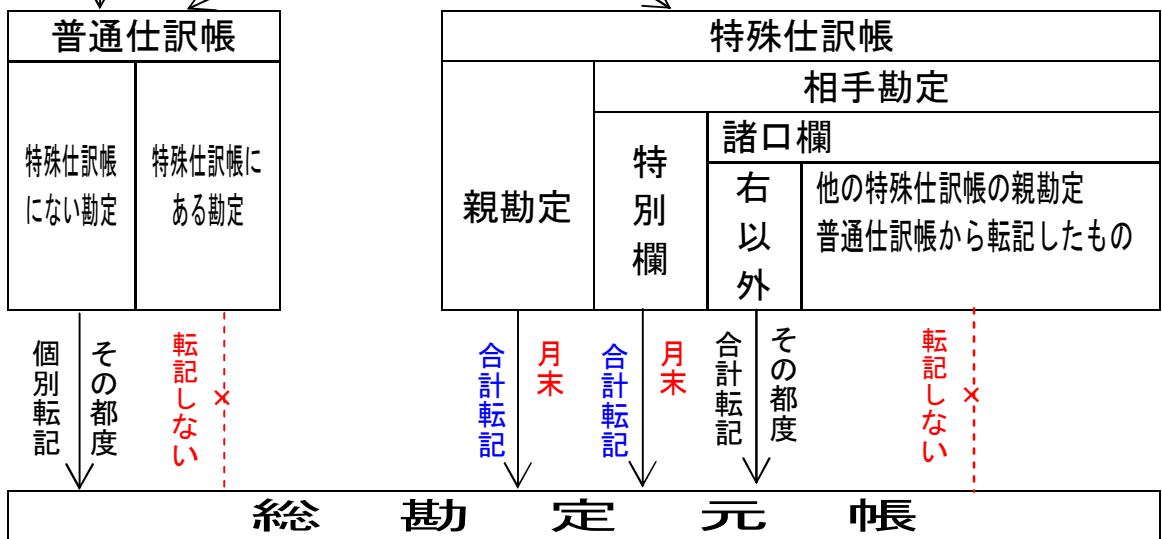 普通仕訳帳
特殊仕訳帳
にない勘定
特殊仕訳帳に
ある勘定
特殊仕訳帳
親勘定
相手勘定
特別欄
諸口欄
右以外
他の特殊仕訳帳の親勘定
普通仕訳帳から転記したもの
その都度
個別転記
転記しない
×
月末
合計転記
月末
合計転記
その都度
合計転記
転記しない
×
総勘定元帳